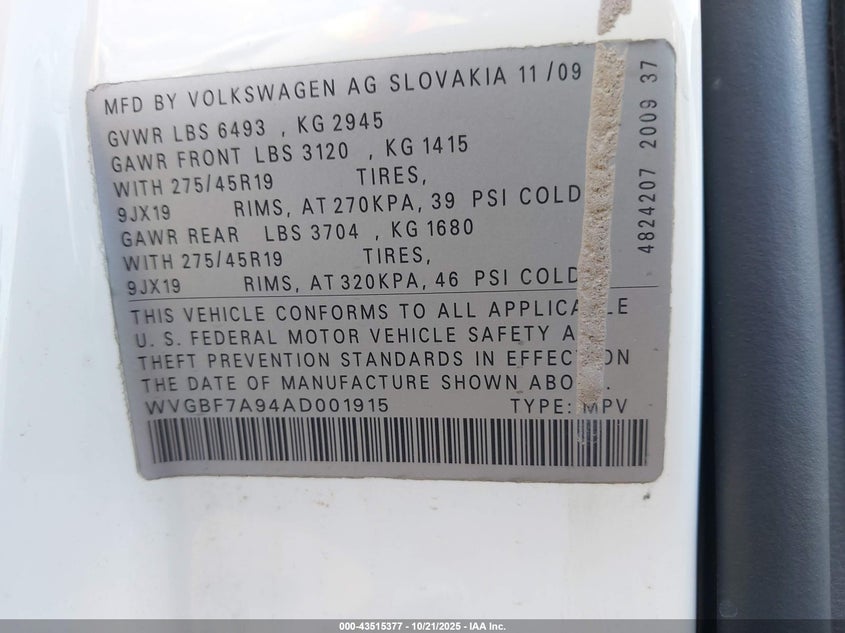 MFD BY VOLKSWAGEN AG SLOVAKIA 11/09
GVWR LBS 6493 , KG 2945
GAWR FRONT LBS 3120 , KG 1415
WITH 275/45R19 TIRES,
9JX19 RIMS, AT 270KPA, 39 PSI COLD
GAWR REAR LBS 3704 , KG 1680
WITH 275/45R19 TIRES,
9JX19 RIMS, AT 320KPA, 46 PSI COLD
THIS VEHICLE CONFORMS TO ALL APPLICABLE
U. S. FEDERAL MOTOR VEHICLE SAFETY
THEFT PREVENTION STANDARDS IN EFFECT ON
THE DATE OF MANUFACTURE SHOWN
WVGBF7A94AD001915 TYPE: MPV
4824207 2009 37
000-43515377 - 10/21/2025 - IAA Inc.